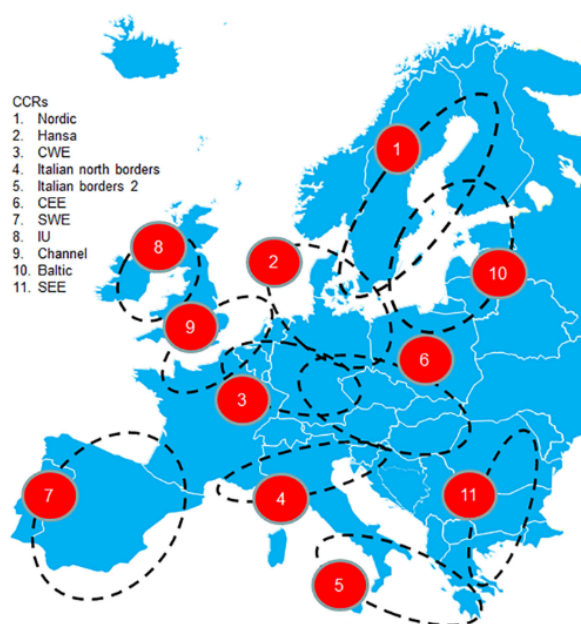 CCRs
1. Nordic
2. Hansa
3. CWE
4. Italian north borders
5. Italian borders 2
6. CEE
7. SWE
8. IU
9. Channel
10. Baltic
11. SEE
1
8
2
10
9
6
3
7
4
11
5